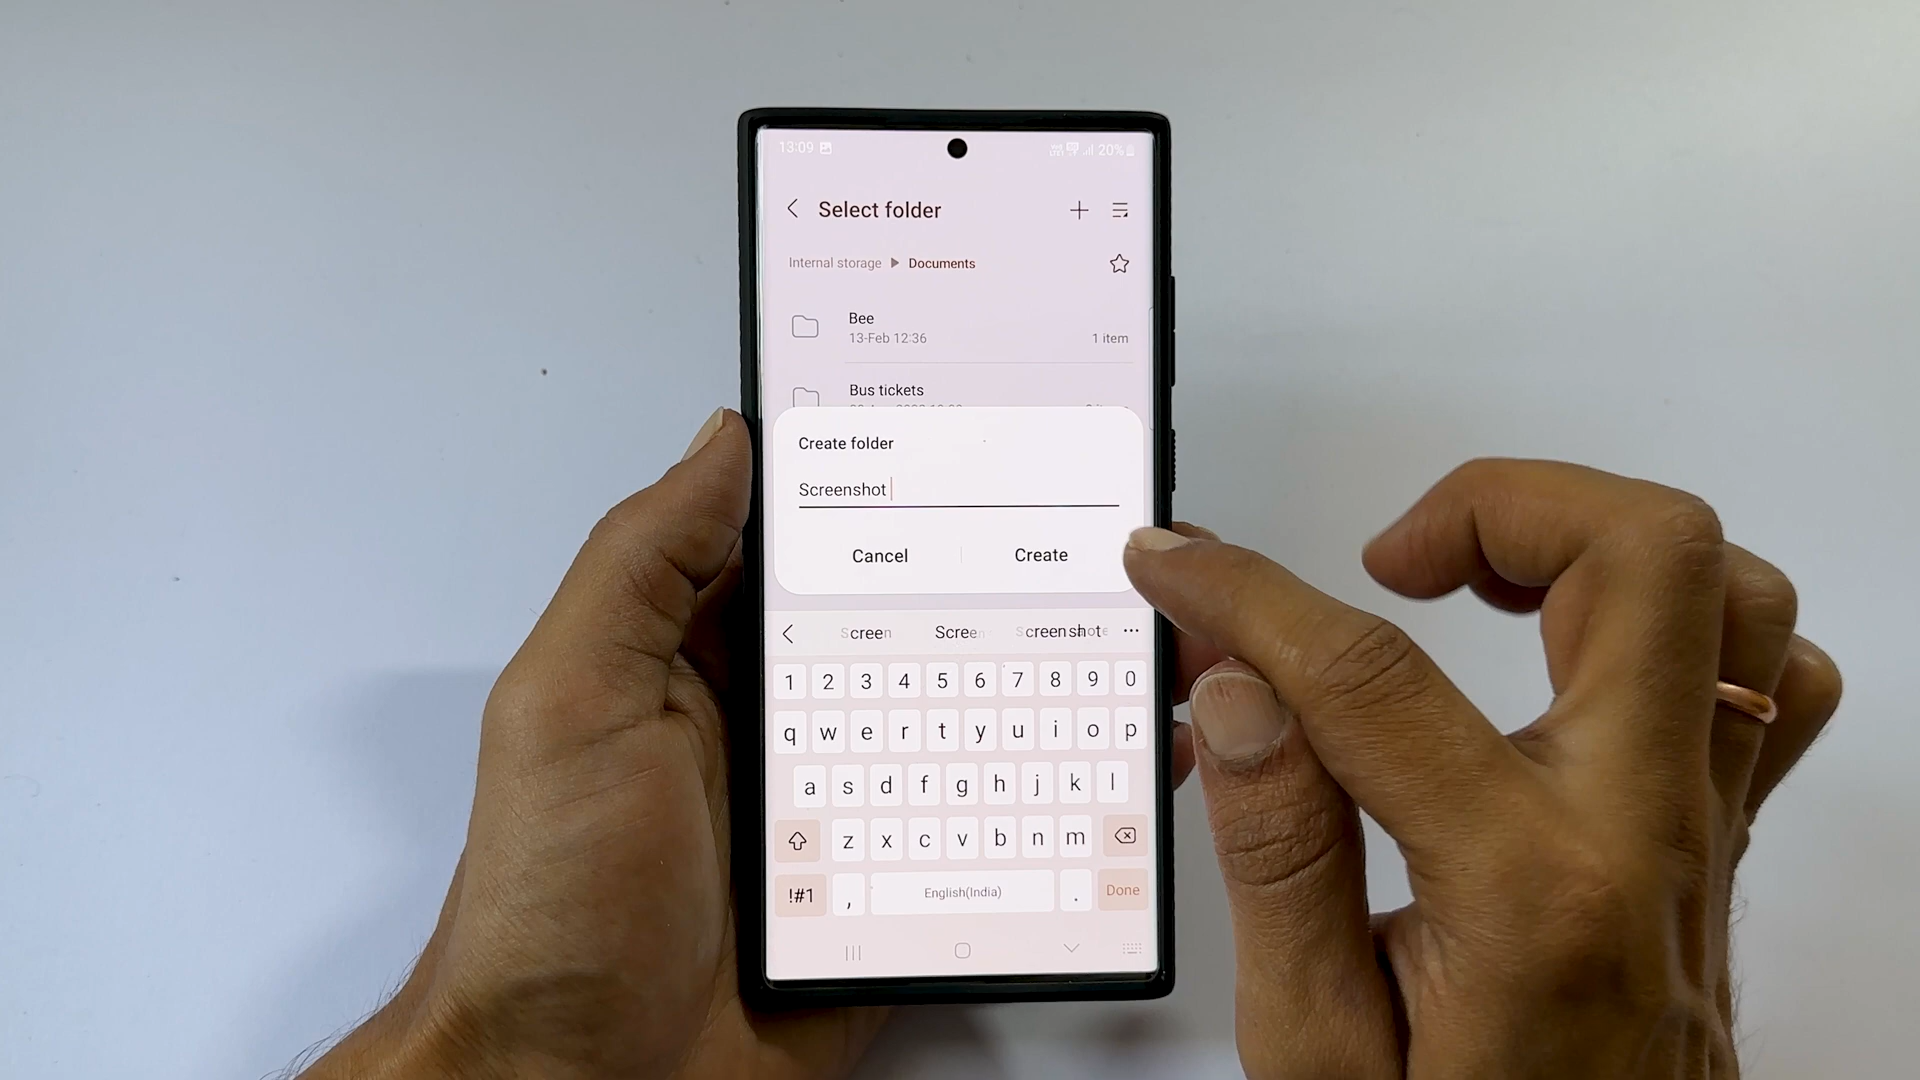 13:09 20%
Select folder
Internal storage ▶ Documents
Bee
13-Feb 12:36 1 item
Bus tickets
Create folder
Screenshot
Cancel Create
Screen Screen Screenshots ...
1 2 3 4 5 6 7 8 9 0
q w e r t y u i o p
a s d f g h j k l
z x c v b n m
!#1 , English(India) . Done